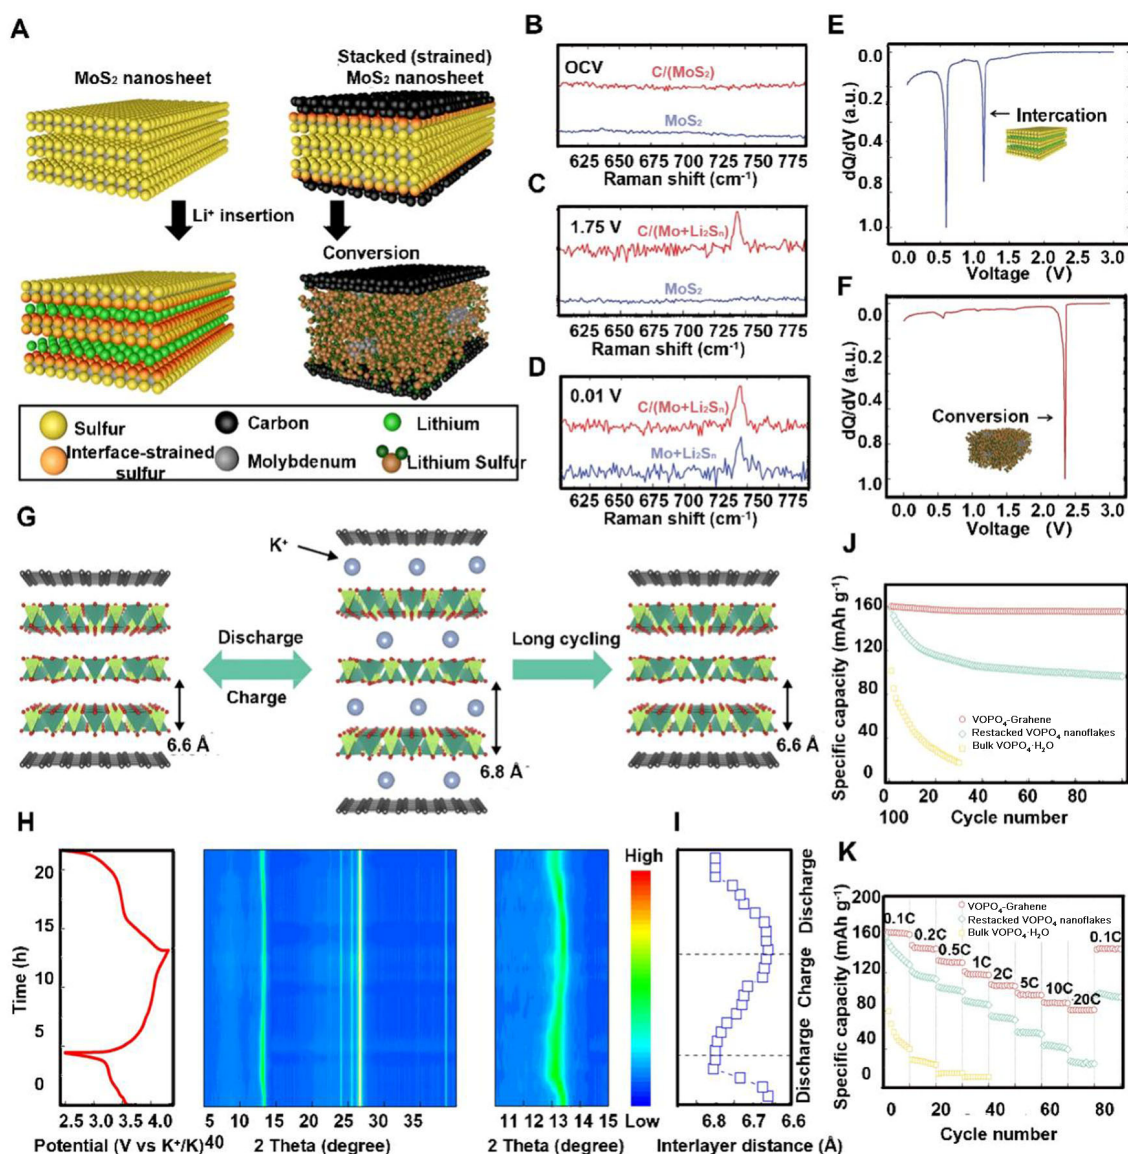 A
MoS₂ nanosheet
Stacked (strained)
MoS₂ nanosheet
Li⁺ insertion
Conversion
Sulfur
Carbon
Lithium
Interface-strained
sulfur
Molybdenum
Lithium Sulfur
B
OCV
C/(MoS₂)
MoS₂
625 650 675 700 725 750 775
Raman shift (cm⁻¹)
C
1.75 V
C/(Mo+Li₂Sₙ)
MoS₂
625 650 675 700 725 750 775
Raman shift (cm⁻¹)
D
0.01 V
C/(Mo+Li₂Sₙ)
Mo+Li₂Sₙ
625 650 675 700 725 750 775
Raman shift (cm⁻¹)
E
dQ/dV (a.u.)
0.0
0.2
0.4
0.6
0.8
1.0
Intercation
0.0 0.5 1.0 1.5 2.0 2.5 3.0
Voltage (V)
F
dQ/dV (a.u.)
0.0
0.2
0.4
0.6
0.8
1.0
Conversion
0.0 0.5 1.0 1.5 2.0 2.5 3.0
Voltage (V)
G
K⁺
Discharge
Charge
Long cycling
6.6 Å
6.8 Å
6.6 Å
H
Time (h)
20
15
10
5
0
2.5 3.0 3.5 4.0
Potential (V vs K⁺/K)
5 10 15 25 35
40
2 Theta (degree)
11 12 13 14 15
2 Theta (degree)
High
Low
I
Discharge
Charge
Discharge
6.8 6.7 6.6
Interlayer distance (Å)
J
Specific capacity (mAh g⁻¹)
160
120
80
40
0
VOPO₄-Grahene
Restacked VOPO₄ nanoflakes
Bulk VOPO₄·H₂O
0 20 40 60 80
100
Cycle number
K
Specific capacity (mAh g⁻¹)
200
160
120
80
40
0
VOPO₄-Grahene
Restacked VOPO₄ nanoflakes
Bulk VOPO₄·H₂O
0.1C
0.2C
0.5C
1C
2C
5C
10C
20C
0.1C
0 20 40 60 80
Cycle number